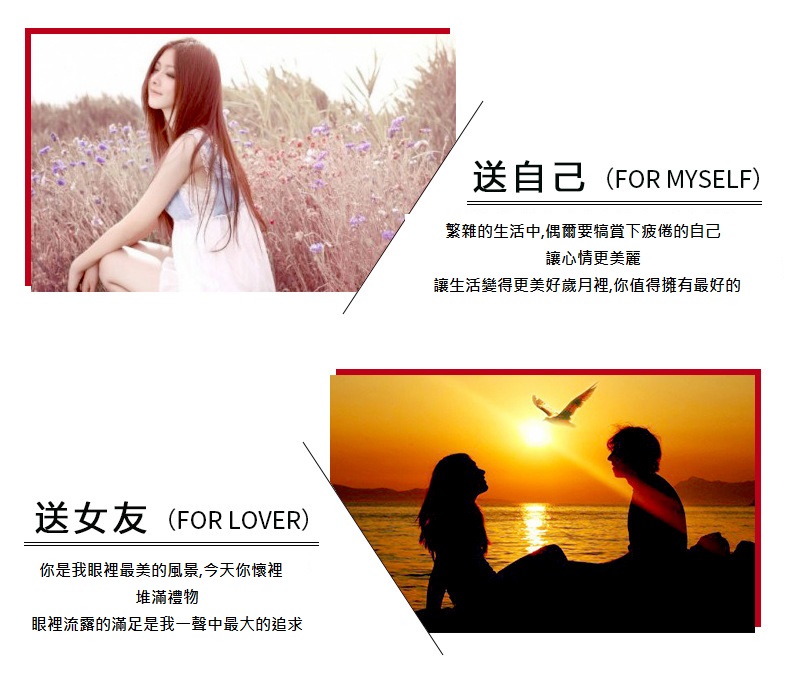 送自己（FOR MYSELF）
繁雜的生活中,偶爾要犒賞下疲倦的自己
讓心情更美麗
讓生活變得更美好歲月裡,你值得擁有最好的
送女友（FOR LOVER）
你是我眼裡最美的風景,今天你懷裡
堆滿禮物
眼裡流露的滿足是我一聲中最大的追求